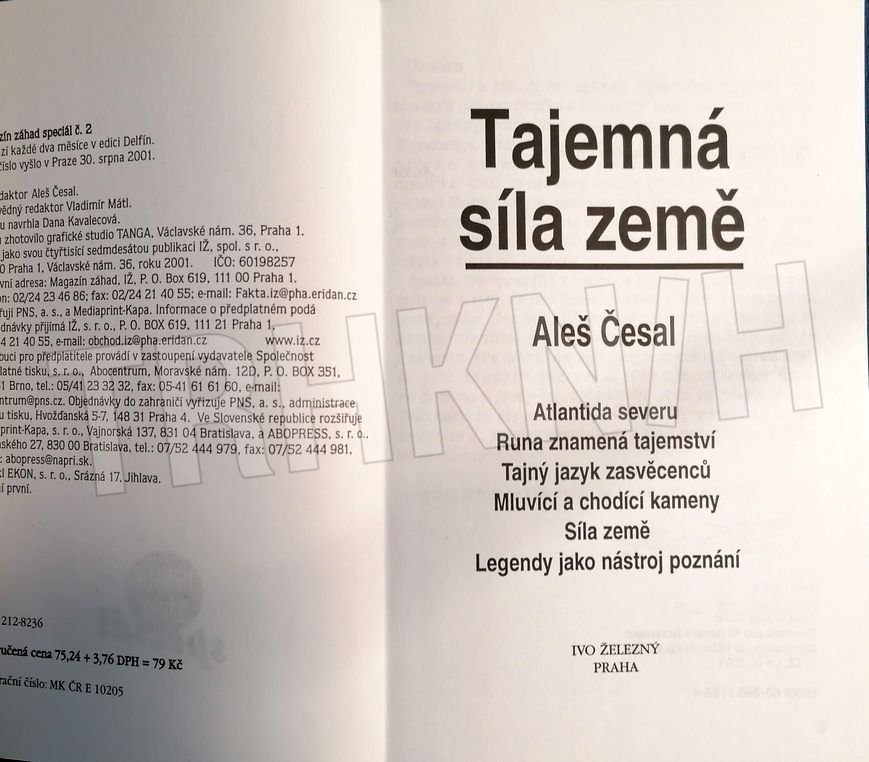 zín záhad speciál č. 2
zí každé dva měsíce v edici Delfín.
číslo vyšlo v Praze 30. srpna 2001.
daktor Aleš Česal.
vědný redaktor Vladimír Mátl.
u navrhla Dana Kavalecová.
zhotovilo grafické studio TANGA, Václavské nám. 36, Praha 1.
jako svou čtyřtisící sedmdesátou publikaci IŽ, spol. s r. o.,
0 Praha 1, Václavské nám. 36, roku 2001. IČO: 60198257
vní adresa: Magazín záhad, IŽ, P. O. Box 619, 111 00 Praha 1.
on: 02/24 23 46 86; fax: 02/24 21 40 55; e-mail: Fakta.iz@pha.eridan.cz
řují PNS, a. s., a Mediaprint-Kapa. Informace o předplatném podá
dnávky přijímá IŽ, s. r. o., P. O. BOX 619, 111 21 Praha 1,
4 21 40 55, e-mail: obchod.iz@pha.eridan.cz www.iz.cz
buci pro předplatitele provádí v zastoupení vydavatele Společnost
latné tisku, s. r. o., Abocentrum, Moravské nám. 12D, P. O. BOX 351,
1 Brno, tel.: 05/41 23 32 32, fax: 05-41 61 61 60, e-mail:
entrum@pns.cz. Objednávky do zahraničí vyřizuje PNS, a. s., administrace
u tisku, Hvožďanská 5-7, 148 31 Praha 4. Ve Slovenské republice rozšiřuje
print-Kapa, s. r. o., Vajnorská 137, 831 04 Bratislava, a ABOPRESS, s. r. o.,
nského 27, 830 00 Bratislava, tel.: 07/52 444 979, fax: 07/52 444 981,
: abopress@napri.sk.
kl EKON, s. r. o., Srázná 17, Jihlava.
í první.
212-8236
ručená cena 75,24 + 3,76 DPH = 79 Kč
rační číslo: MK ČR E 10205
Tajemná
síla země
Aleš Česal
Atlantida severu
Runa znamená tajemství
Tajný jazyk zasvěcenců
Mluvící a chodící kameny
Síla země
Legendy jako nástroj poznání
IVO ŽELEZNÝ
PRAHA